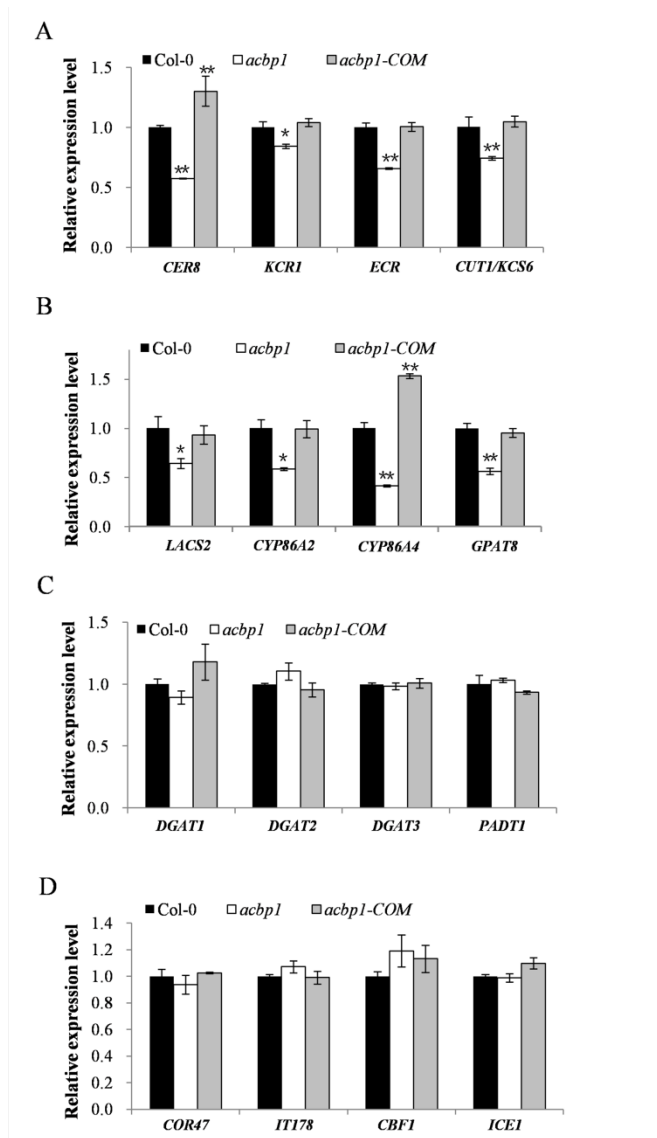 A
Col-0 acbp1 acbp1-COM
Relative expression level
1.5
1.0
0.5
0.0
** ** * ** **
CER8 KCR1 ECR CUT1/KCS6
B
Col-0 acbp1 acbp1-COM
Relative expression level
1.5
1.0
0.5
0.0
* * ** ** **
LACS2 CYP86A2 CYP86A4 GPAT8
C
Col-0 acbp1 acbp1-COM
Relative expression level
1.5
1.0
0.5
0.0
DGAT1 DGAT2 DGAT3 PADT1
D
Col-0 acbp1 acbp1-COM
Relative expression level
1.4
1.2
1.0
0.8
0.6
1.4
1.2
0.0
COR47 IT178 CBF1 ICE1